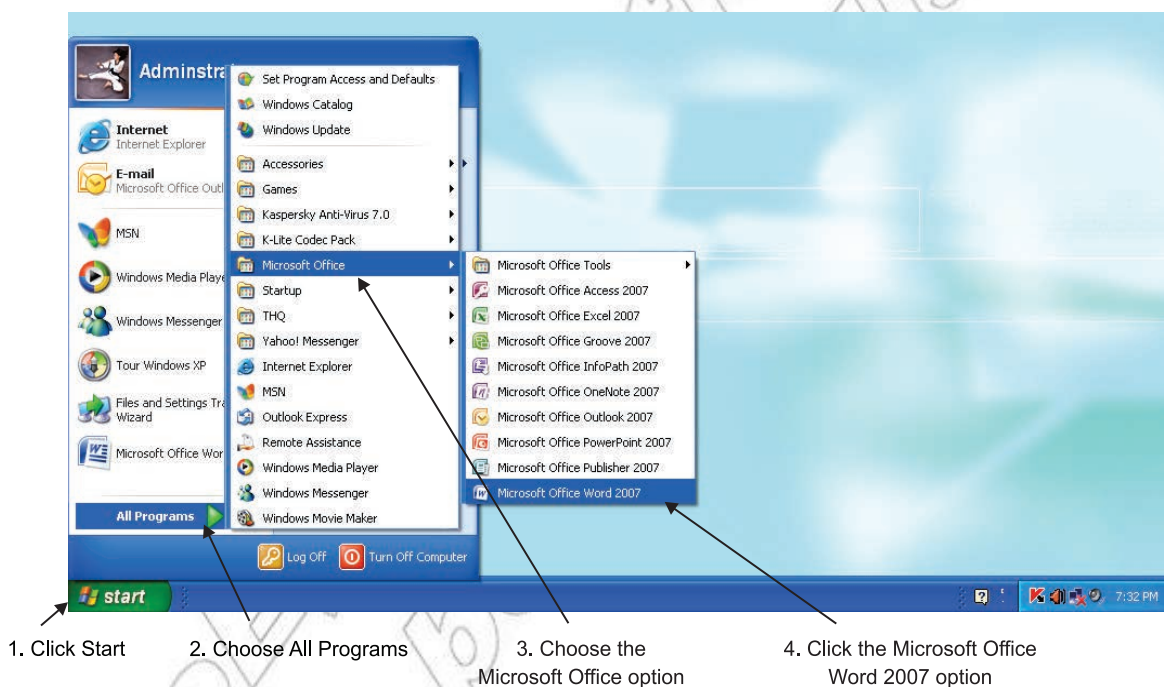 Adminstra
Internet
Internet Explorer
E-mail
Microsoft Office Outl
MSN
Windows Media Playe
Windows Messenger
Tour Windows XP
Files and Settings Tra
Wizard
Microsoft Office Wor
All Programs
Set Program Access and Defaults
Windows Catalog
Windows Update
Accessories
Games
Kaspersky Anti-Virus 7.0
K-Lite Codec Pack
Microsoft Office
Startup
THQ
Yahoo! Messenger
Internet Explorer
MSN
Outlook Express
Remote Assistance
Windows Media Player
Windows Messenger
Windows Movie Maker
Microsoft Office Tools
Microsoft Office Access 2007
Microsoft Office Excel 2007
Microsoft Office Groove 2007
Microsoft Office InfoPath 2007
Microsoft Office OneNote 2007
Microsoft Office Outlook 2007
Microsoft Office PowerPoint 2007
Microsoft Office Publisher 2007
Microsoft Office Word 2007
Log Off Turn Off Computer
start
7:32 PM
1. Click Start
2. Choose All Programs
3. Choose the
Microsoft Office option
4. Click the Microsoft Office
Word 2007 option